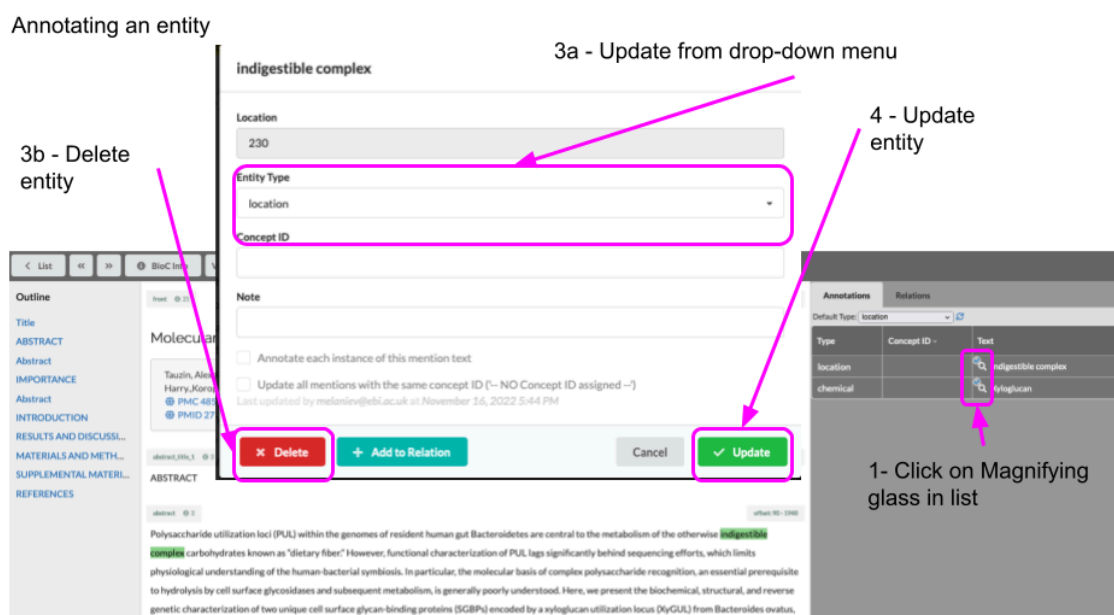 Annotating an entity
3a - Update from drop-down menu
4 - Update
entity
3b - Delete
entity
indigestible complex
Location
230
Entity Type
location
Concept ID
Note
Annotate each instance of this mention text
Update all mentions with the same concept ID ('-- NO Concept ID assigned --')
Last updated by melaniev@ebi.ac.uk at November 16, 2022 5:44 PM
Delete
Add to Relation
Cancel
Update
List
BioC Info
Outline
Title
ABSTRACT
Abstract
IMPORTANCE
Abstract
INTRODUCTION
RESULTS AND DISCUSSI...
MATERIALS AND METH...
SUPPLEMENTAL MATERI...
REFERENCES
front
Molecular
Tauzin, Alex
Harry.,Korop
PMC 485
PMID 27
abstract_title_1
ABSTRACT
abstract 3
offset: 90 - 1940
Polysaccharide utilization loci (PUL) within the genomes of resident human gut Bacteroidetes are central to the metabolism of the otherwise indigestible
complex carbohydrates known as "dietary fiber." However, functional characterization of PUL lags significantly behind sequencing efforts, which limits
physiological understanding of the human-bacterial symbiosis. In particular, the molecular basis of complex polysaccharide recognition, an essential prerequisite
to hydrolysis by cell surface glycosidases and subsequent metabolism, is generally poorly understood. Here, we present the biochemical, structural, and reverse
genetic characterization of two unique cell surface glycan-binding proteins (SGBPs) encoded by a xyloglucan utilization locus (XyGUL) from Bacteroides ovatus,
Annotations Relations
Default Type: location
Type Concept ID Text
location indigestible complex
chemical Xyloglucan
1- Click on Magnifying
glass in list